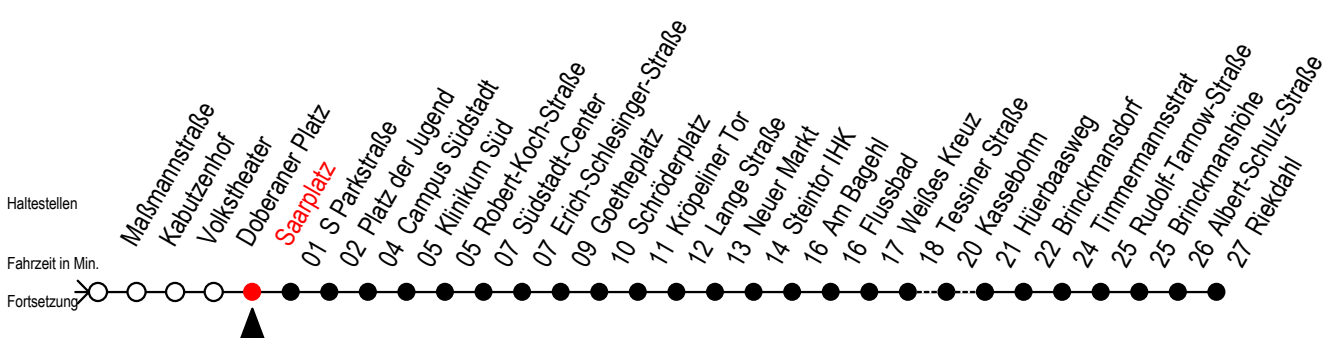 Haltestellen
Fahrzeit in Min.
Fortsetzung
Maßmannstraße
Kabutzenhof
Volkstheater
Doberaner Platz
Saarplatz
01 S Parkstraße
02 Platz der Jugend
04 Campus Südstadt
05 Klinikum Süd
05 Robert-Koch-Straße
07 Südstadt-Center
07 Erich-Schlesinger-Straße
09 Goetheplatz
10 Schröderplatz
11 Kröpeliner Tor
12 Lange Straße
13 Neuer Markt
14 Steintor IHK
16 Am Bagehl
16 Flussbad
17 Weißes Kreuz
18 Tessiner Straße
20 Kassebohm
21 Hüerbaasweg
22 Brinckmansdorf
24 Timmermannsstrat
25 Rudolf-Tarnow-Straße
25 Brinckmanshöhe
26 Albert-Schulz-Straße
27 Riekdahl